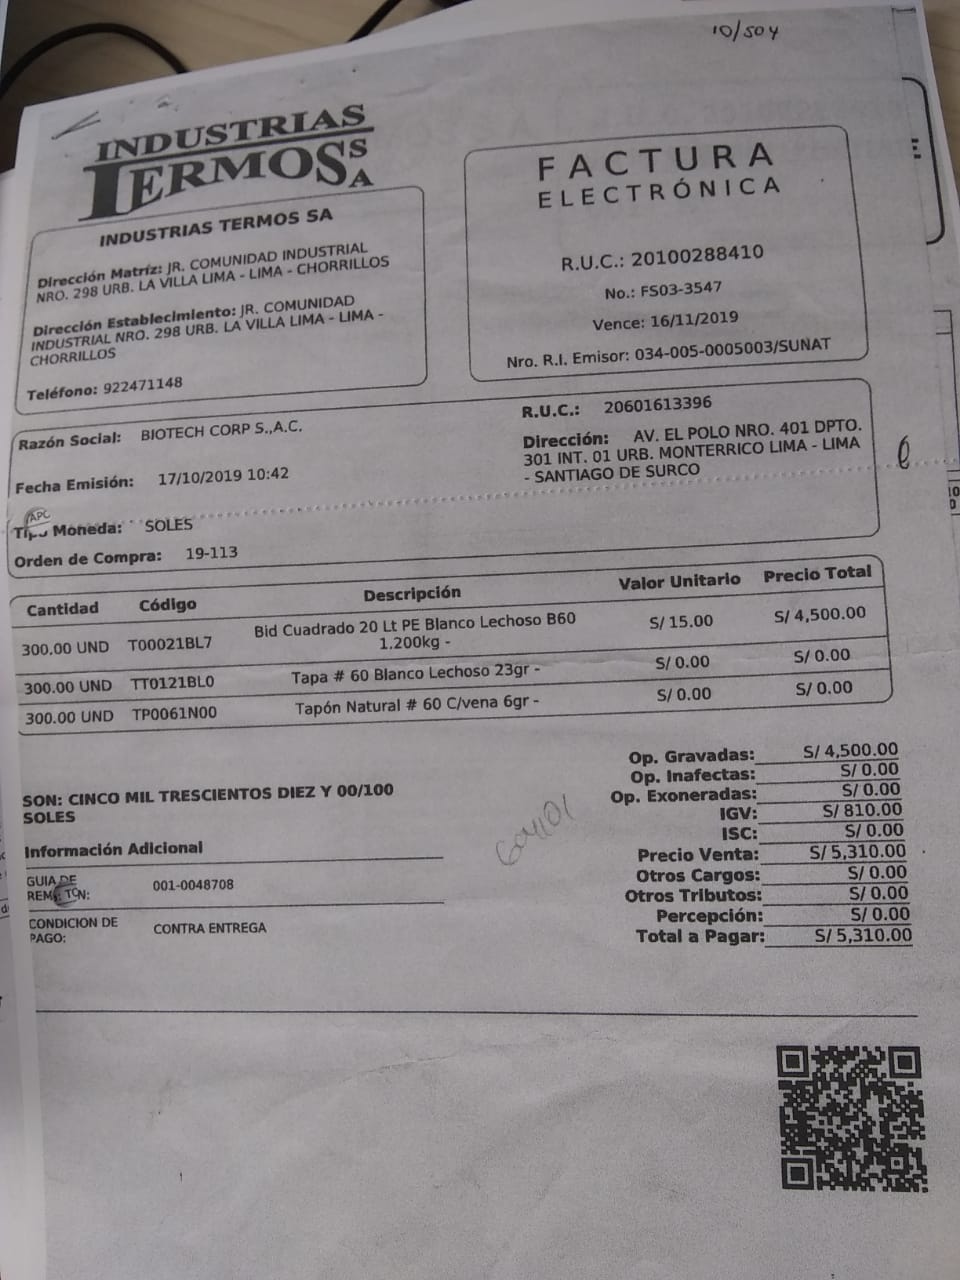 10/504
INDUSTRIAS
TERMOS SA
INDUSTRIAS TERMOS SA
Dirección Matriz: JR. COMUNIDAD INDUSTRIAL
NRO. 298 URB. LA VILLA LIMA - LIMA - CHORRILLOS
Dirección Establecimiento: JR. COMUNIDAD
INDUSTRIAL NRO. 298 URB. LA VILLA LIMA - LIMA -
CHORRILLOS
Teléfono: 922471148
FACTURA
ELECTRÓNICA
R.U.C.: 20100288410
No.: FS03-3547
Vence: 16/11/2019
Nro. R.I. Emisor: 034-005-0005003/SUNAT
Razón Social: BIOTECH CORP S.,A.C.
Fecha Emisión: 17/10/2019 10:42
APC
Tipo Moneda: SOLES
Orden de Compra: 19-113
R.U.C.: 20601613396
Dirección: AV. EL POLO NRO. 401 DPTO.
301 INT. 01 URB. MONTERRICO LIMA - LIMA
- SANTIAGO DE SURCO
Cantidad Código Descripción Valor Unitario Precio Total
300.00 UND T00021BL7 Bid Cuadrado 20 Lt PE Blanco Lechoso B60 S/ 15.00 S/ 4,500.00
1.200kg -
300.00 UND TT0121BL0 Tapa # 60 Blanco Lechoso 23gr - S/ 0.00 S/ 0.00
300.00 UND TP0061N00 Tapón Natural # 60 C/vena 6gr - S/ 0.00 S/ 0.00
SON: CINCO MIL TRESCIENTOS DIEZ Y 00/100
SOLES
Información Adicional
GUIA DE
REM TCN: 001-0048708
CONDICION DE
PAGO: CONTRA ENTREGA
Op. Gravadas: S/ 4,500.00
Op. Inafectas: S/ 0.00
Op. Exoneradas: S/ 0.00
IGV: S/ 810.00
ISC: S/ 0.00
Precio Venta: S/ 5,310.00
Otros Cargos: S/ 0.00
Otros Tributos: S/ 0.00
Percepción: S/ 0.00
Total a Pagar: S/ 5,310.00